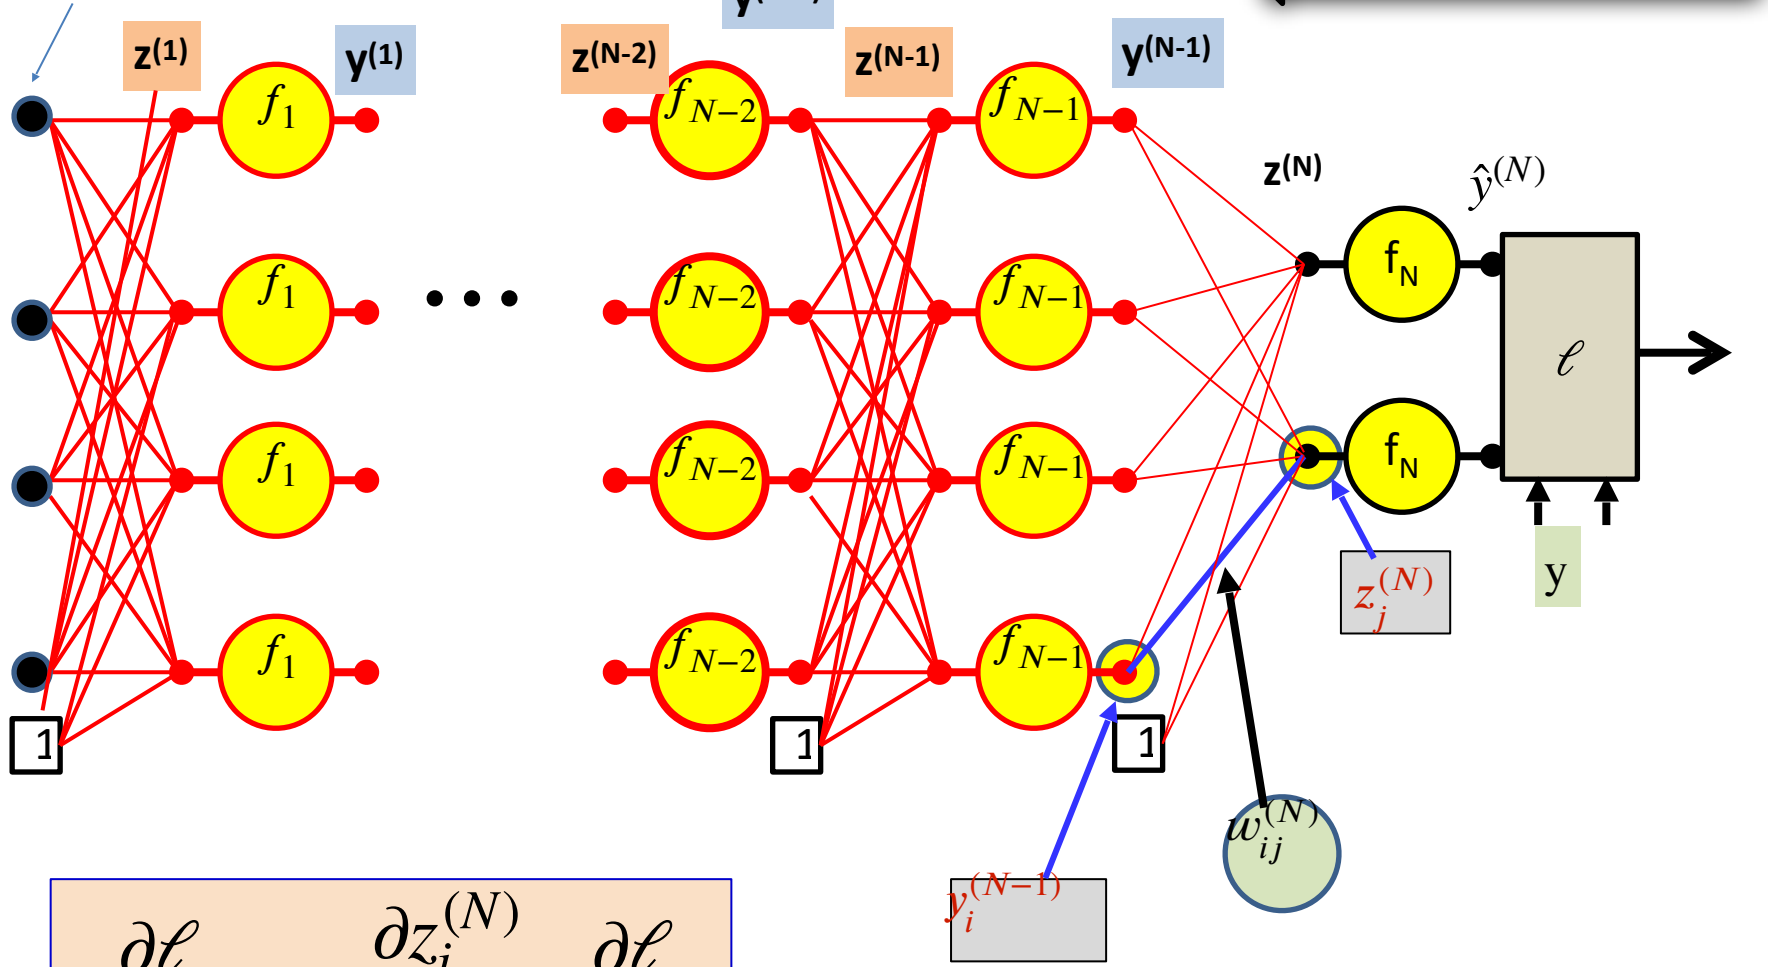 z(1) y(1) z(N-2) z(N-1) y(N-1)
f1 f1 f1 f1
• • •
fN−2 fN−2 fN−2 fN−2
fN−1 fN−1 fN−1 fN−1
z(N) ŷ(N)
fN
fN
ℓ
zj(N) y
1 1 1
wij(N)
yi(N−1)
∂ℓ ∂zj(N) ∂ℓ